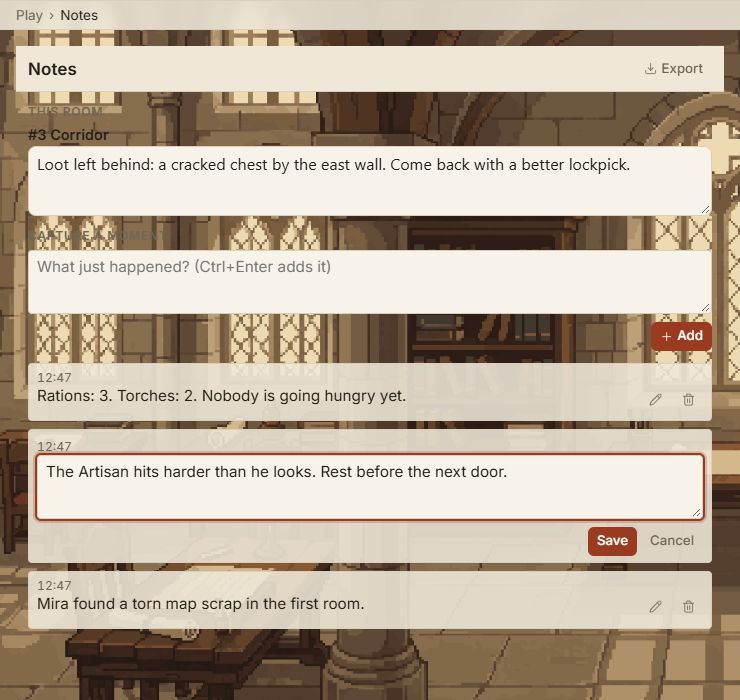 Play › Notes
Notes
Export
THIS ROOM
#3 Corridor
Loot left behind: a cracked chest by the east wall. Come back with a better lockpick.
CAPTURE A MOMENT
What just happened? (Ctrl+Enter adds it)
+ Add
12:47
Rations: 3. Torches: 2. Nobody is going hungry yet.
12:47
The Artisan hits harder than he looks. Rest before the next door.
Save Cancel
12:47
Mira found a torn map scrap in the first room.